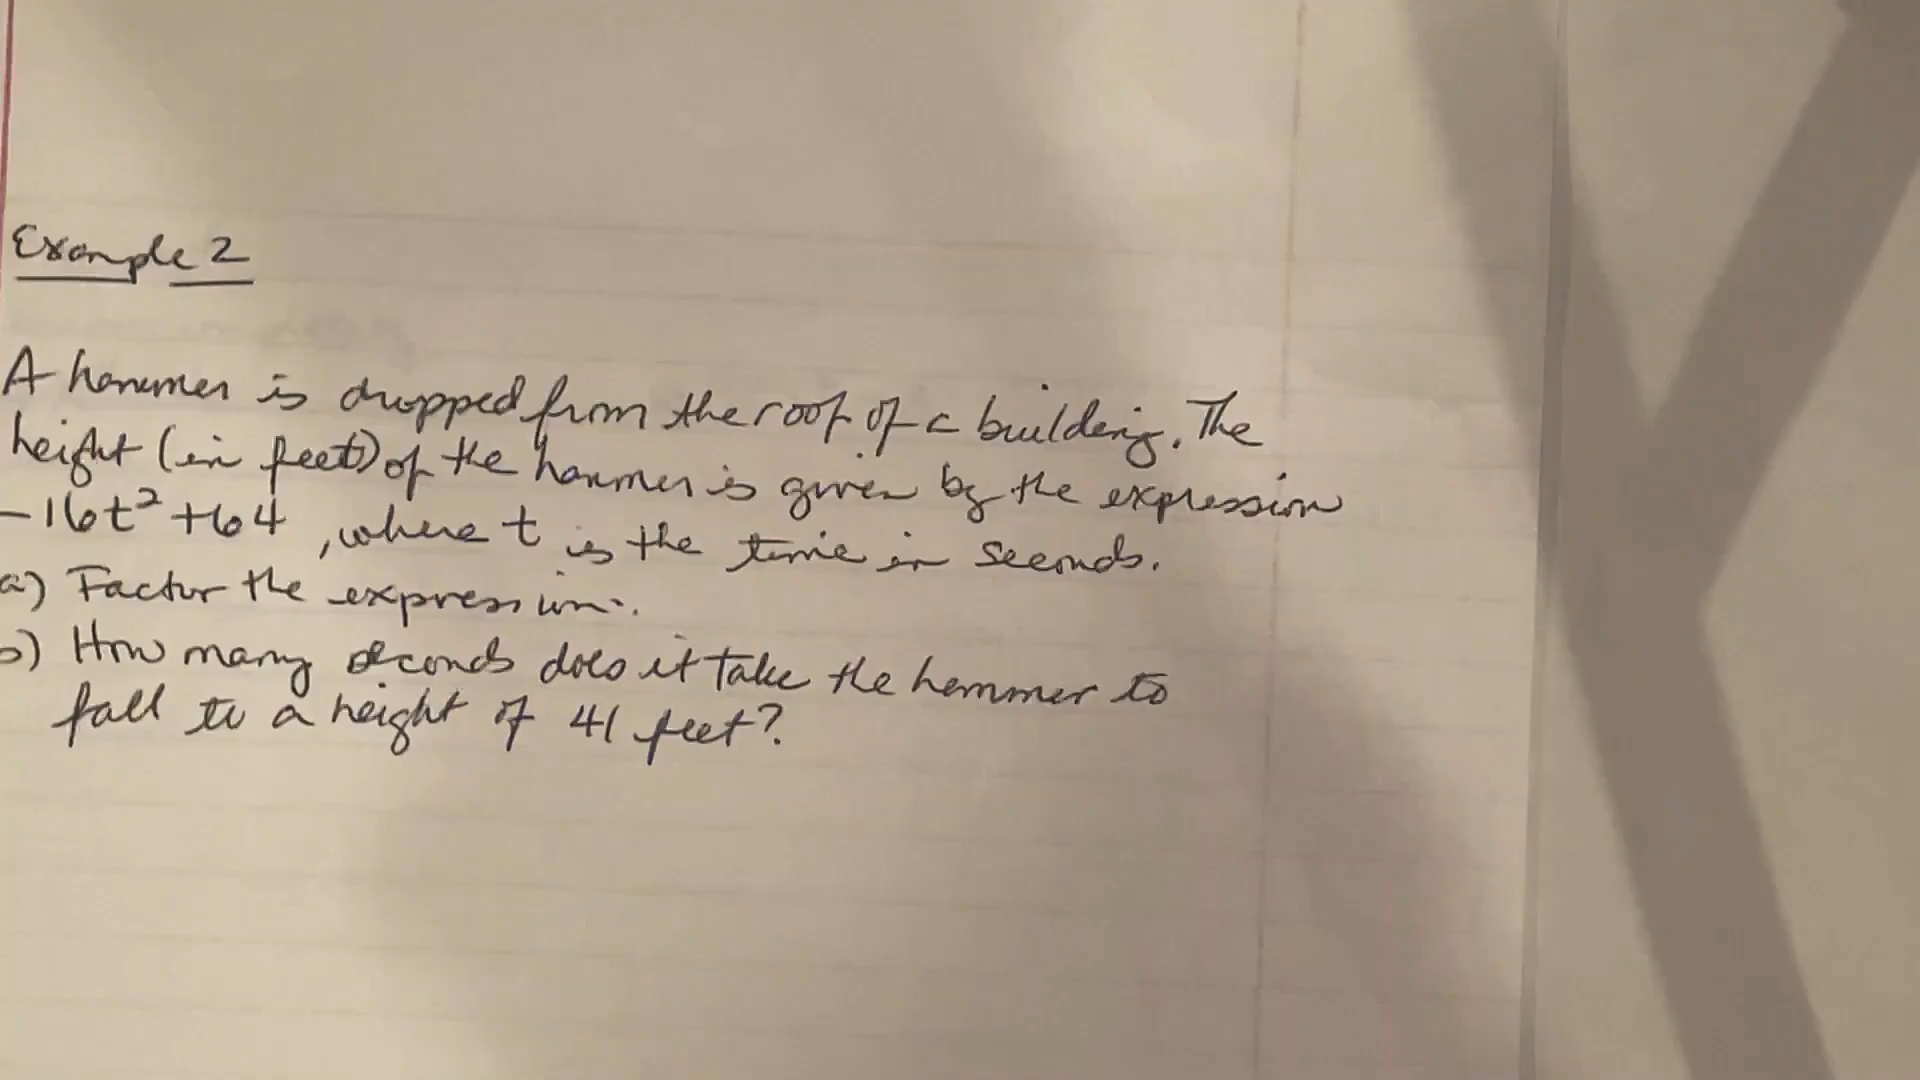 Example 2
A hammer is dropped from the roof of a building. The
height (in feet) of the hammer is given by the expression
-16t² +64, where t is the time in seconds.
a) Factor the expression.
b) How many seconds does it take the hammer to
fall to a height of 41 feet?